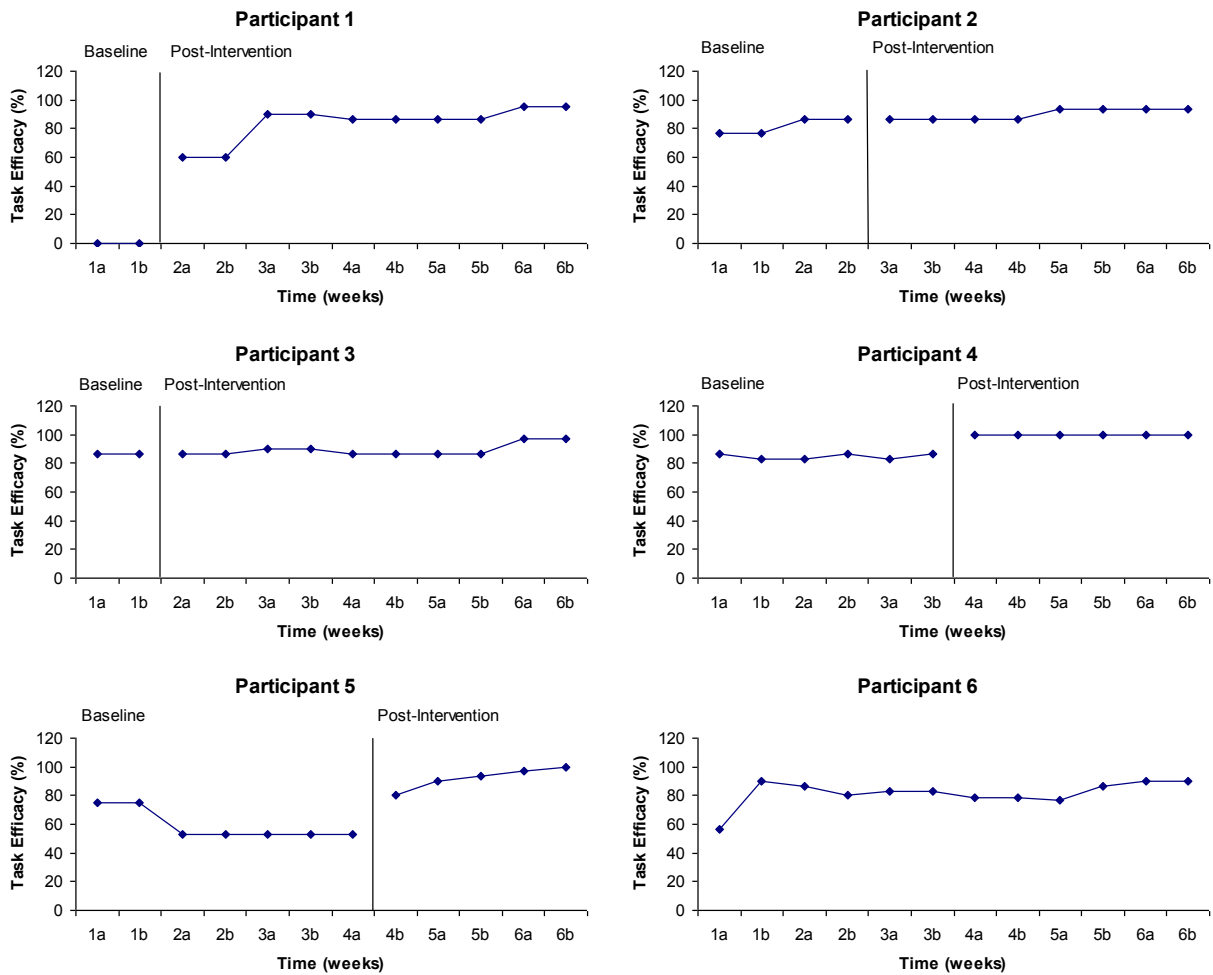 Participant 1
Baseline Post-Intervention
120
100
80
60
40
20
0
Task Efficacy (%)
1a 1b 2a 2b 3a 3b 4a 4b 5a 5b 6a 6b
Time (weeks)
Participant 2
Baseline Post-Intervention
120
100
80
60
40
20
0
Task Efficacy (%)
1a 1b 2a 2b 3a 3b 4a 4b 5a 5b 6a 6b
Time (weeks)
Participant 3
Baseline Post-Intervention
120
100
80
60
40
20
0
Task Efficacy (%)
1a 1b 2a 2b 3a 3b 4a 4b 5a 5b 6a 6b
Time (weeks)
Participant 4
Baseline Post-Intervention
120
100
80
60
40
20
0
Task Efficacy (%)
1a 1b 2a 2b 3a 3b 4a 4b 5a 5b 6a 6b
Time (weeks)
Participant 5
Baseline Post-Intervention
120
100
80
60
40
20
0
Task Efficacy (%)
1a 1b 2a 2b 3a 3b 4a 4b 5a 5b 6a 6b
Time (weeks)
Participant 6
120
100
80
60
40
20
0
Task Efficacy (%)
1a 1b 2a 2b 3a 3b 4a 4b 5a 5b 6a 6b
Time (weeks)